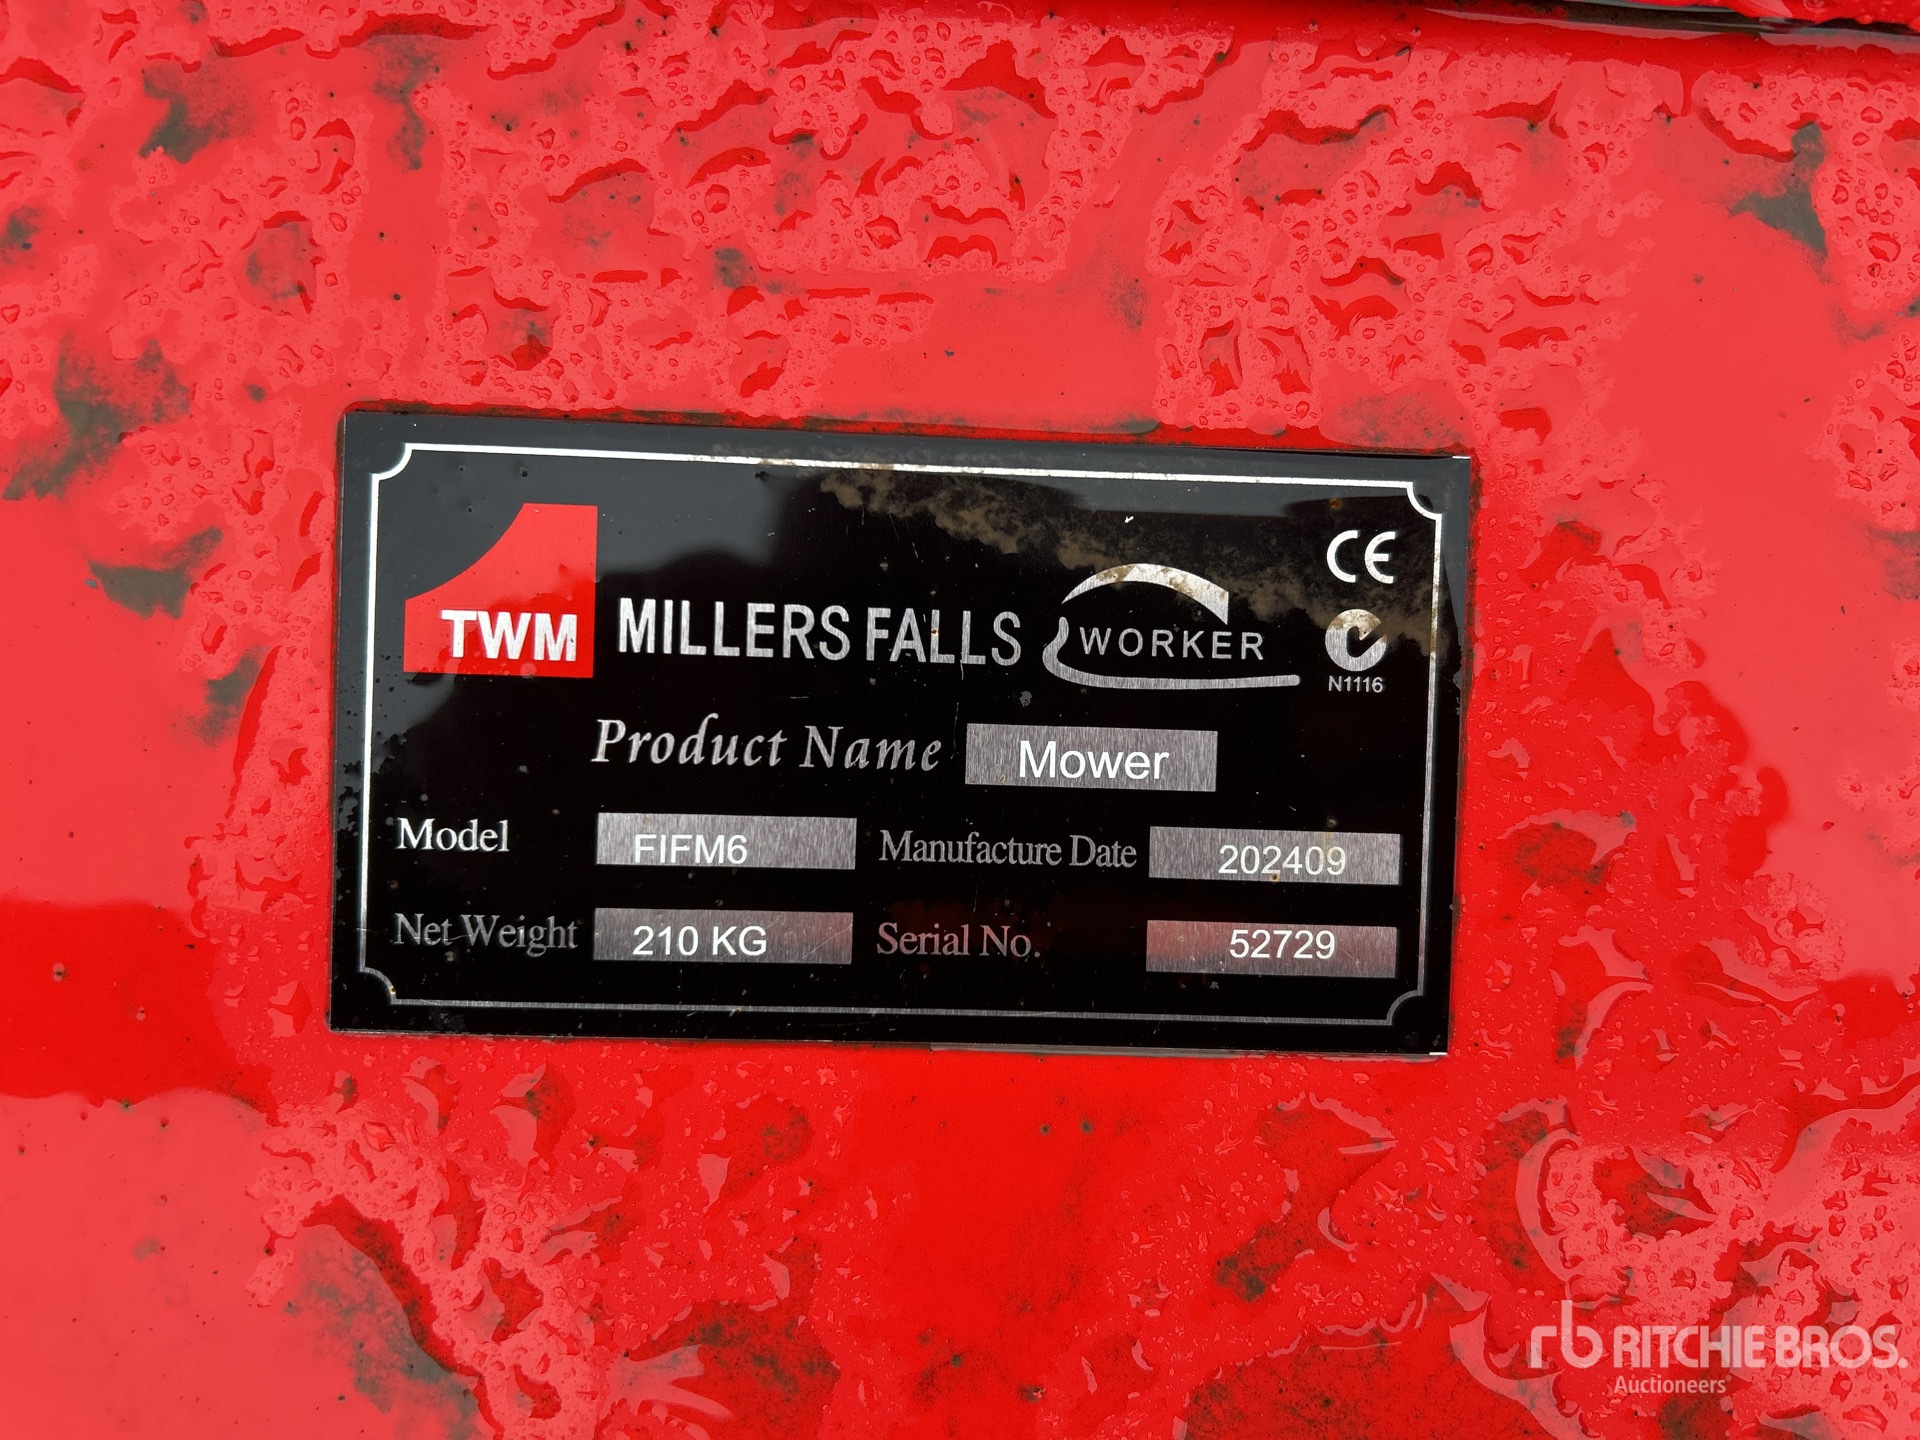 TWM MILLERS FALLS WORKER
CE
N1116
Product Name Mower
Model FIFM6 Manufacture Date 202409
Net Weight 210 KG Serial No. 52729
rb RITCHIE BROS.
Auctioneers